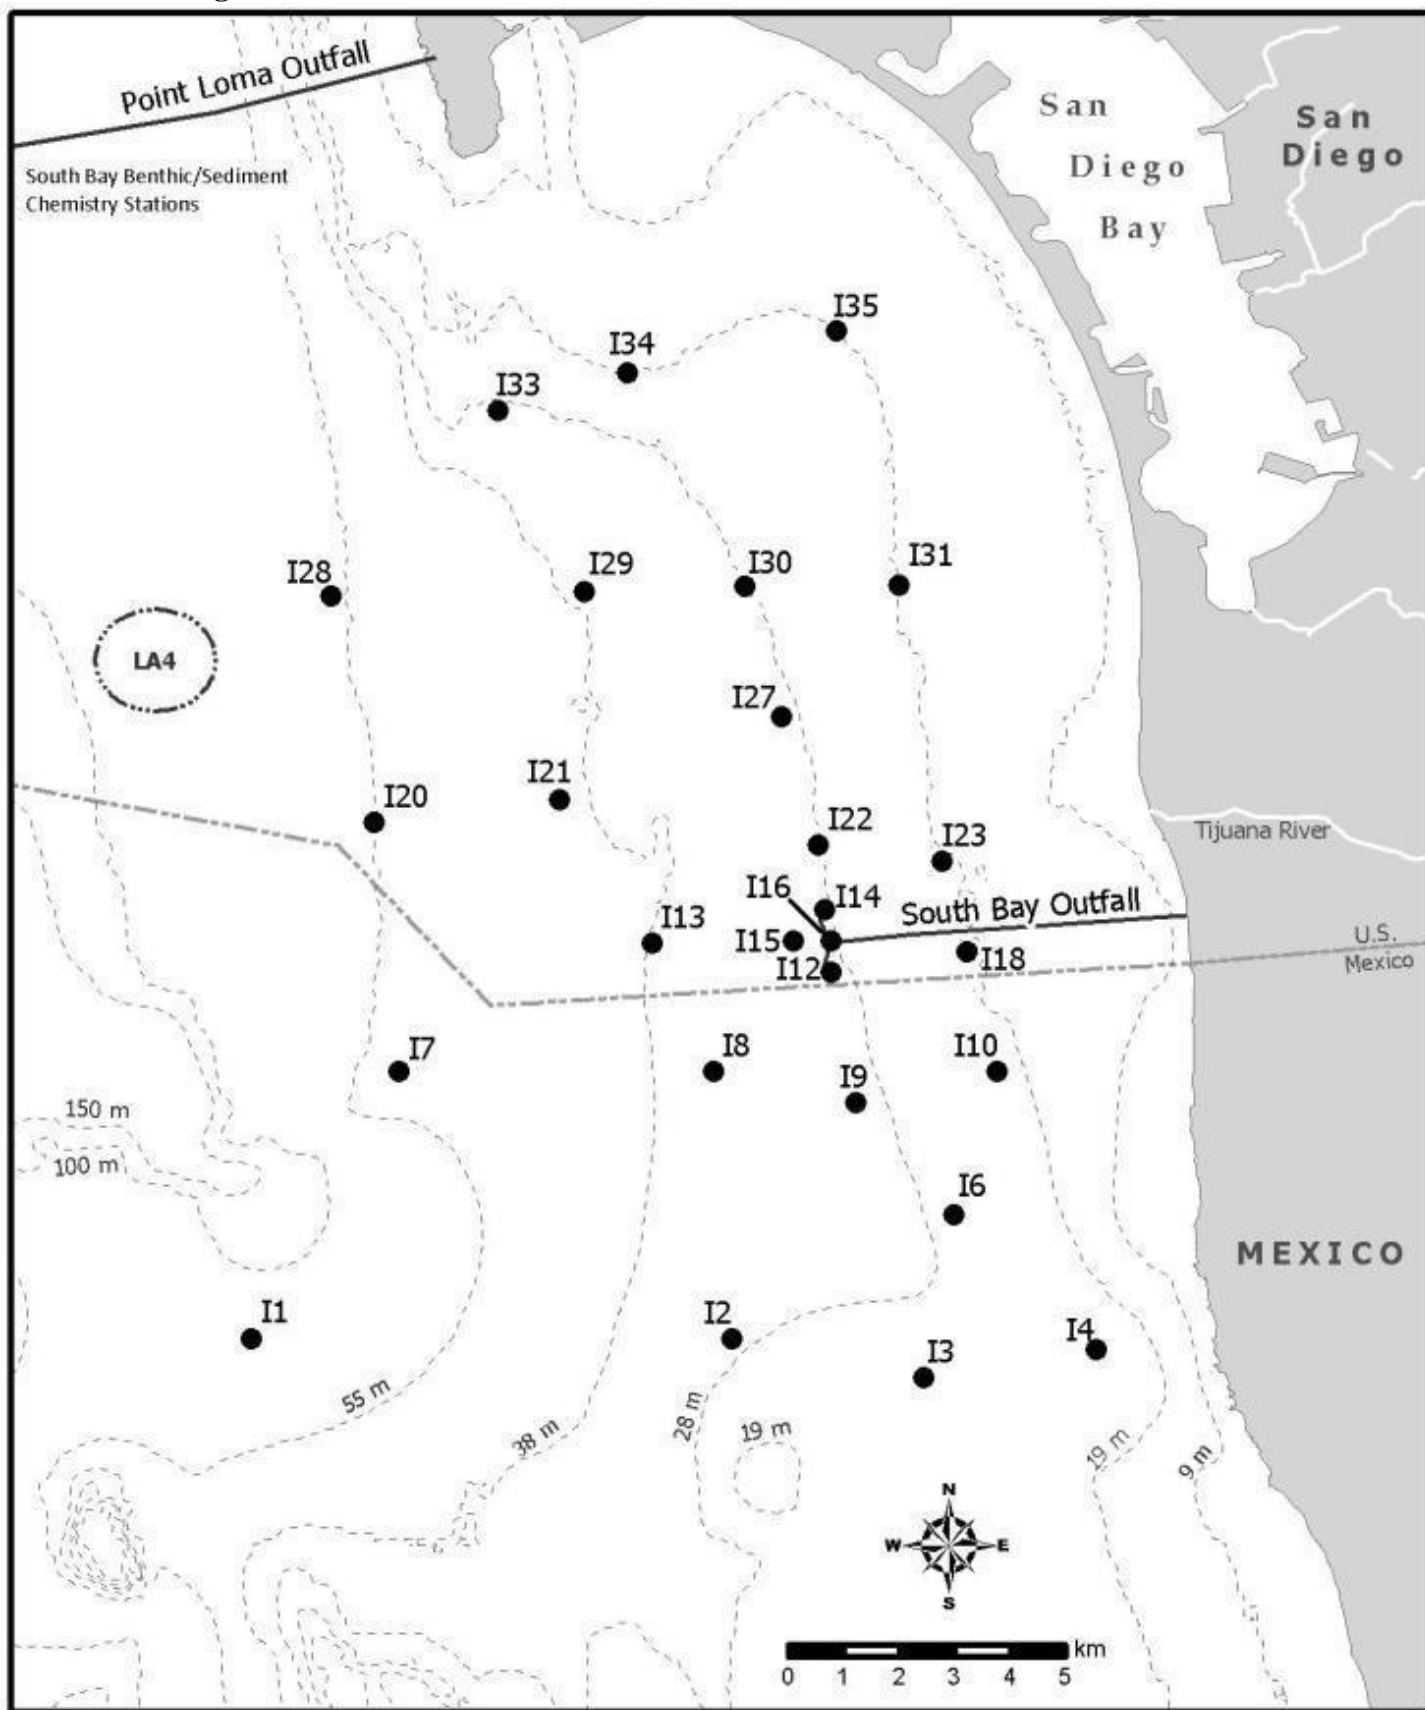 Point Loma Outfall
South Bay Benthic/Sediment
Chemistry Stations
San
Diego
Bay
San
Diego
I35
I34
I33
I28
I29
I30
I31
LA4
I27
I21
I20
I22
I23
Tijuana River
I16
I14
South Bay Outfall
I13
I15
I12
I18
U.S.
Mexico
I7
I8
I10
I9
150 m
100 m
I6
MEXICO
I1
I2
I4
I3
55 m
38 m
28 m
19 m
19 m
9 m
N
W E
S
km
0 1 2 3 4 5